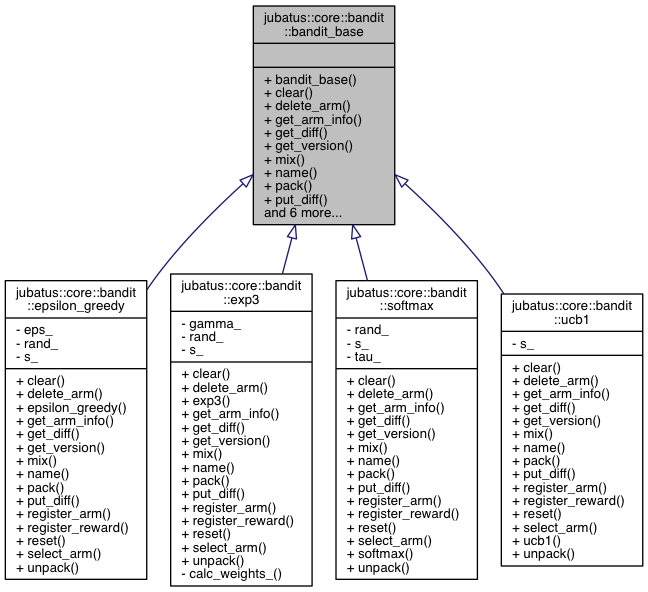 jubatus::core::bandit
::bandit_base
+ bandit_base()
+ clear()
+ delete_arm()
+ get_arm_info()
+ get_diff()
+ get_version()
+ mix()
+ name()
+ pack()
+ put_diff()
and 6 more...
jubatus::core::bandit
::epsilon_greedy
- eps_
- rand_
- s_
+ clear()
+ delete_arm()
+ epsilon_greedy()
+ get_arm_info()
+ get_diff()
+ get_version()
+ mix()
+ name()
+ pack()
+ put_diff()
+ register_arm()
+ register_reward()
+ reset()
+ select_arm()
+ unpack()
jubatus::core::bandit
::exp3
- gamma_
- rand_
- s_
+ clear()
+ delete_arm()
+ exp3()
+ get_arm_info()
+ get_diff()
+ get_version()
+ mix()
+ name()
+ pack()
+ put_diff()
+ register_arm()
+ register_reward()
+ reset()
+ select_arm()
+ unpack()
- calc_weights_()
jubatus::core::bandit
::softmax
- rand_
- s_
- tau_
+ clear()
+ delete_arm()
+ get_arm_info()
+ get_diff()
+ get_version()
+ mix()
+ name()
+ pack()
+ put_diff()
+ register_arm()
+ register_reward()
+ reset()
+ select_arm()
+ softmax()
+ unpack()
jubatus::core::bandit
::ucb1
- s_
+ clear()
+ delete_arm()
+ get_arm_info()
+ get_diff()
+ get_version()
+ mix()
+ name()
+ pack()
+ put_diff()
+ register_arm()
+ register_reward()
+ reset()
+ select_arm()
+ ucb1()
+ unpack()